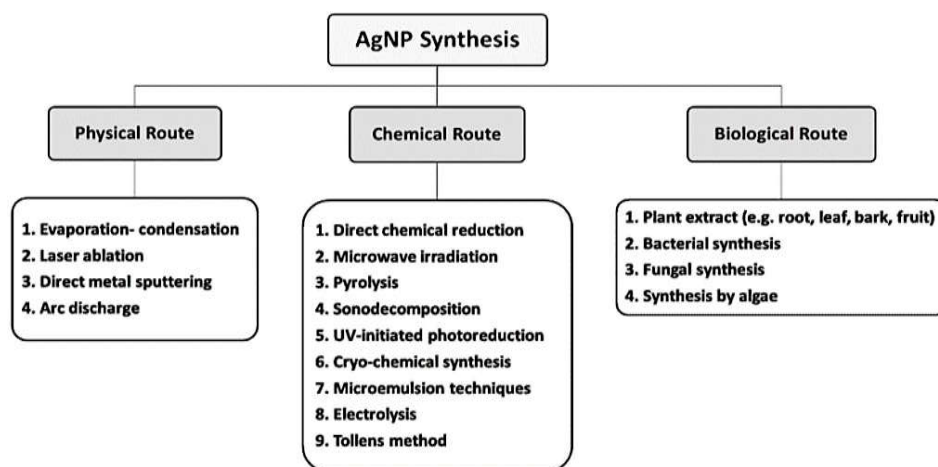 AgNP Synthesis
Physical Route
Chemical Route
Biological Route
1. Evaporation- condensation
2. Laser ablation
3. Direct metal sputtering
4. Arc discharge
1. Direct chemical reduction
2. Microwave irradiation
3. Pyrolysis
4. Sonodecomposition
5. UV-initiated photoreduction
6. Cryo-chemical synthesis
7. Microemulsion techniques
8. Electrolysis
9. Tollens method
1. Plant extract (e.g. root, leaf, bark, fruit)
2. Bacterial synthesis
3. Fungal synthesis
4. Synthesis by algae